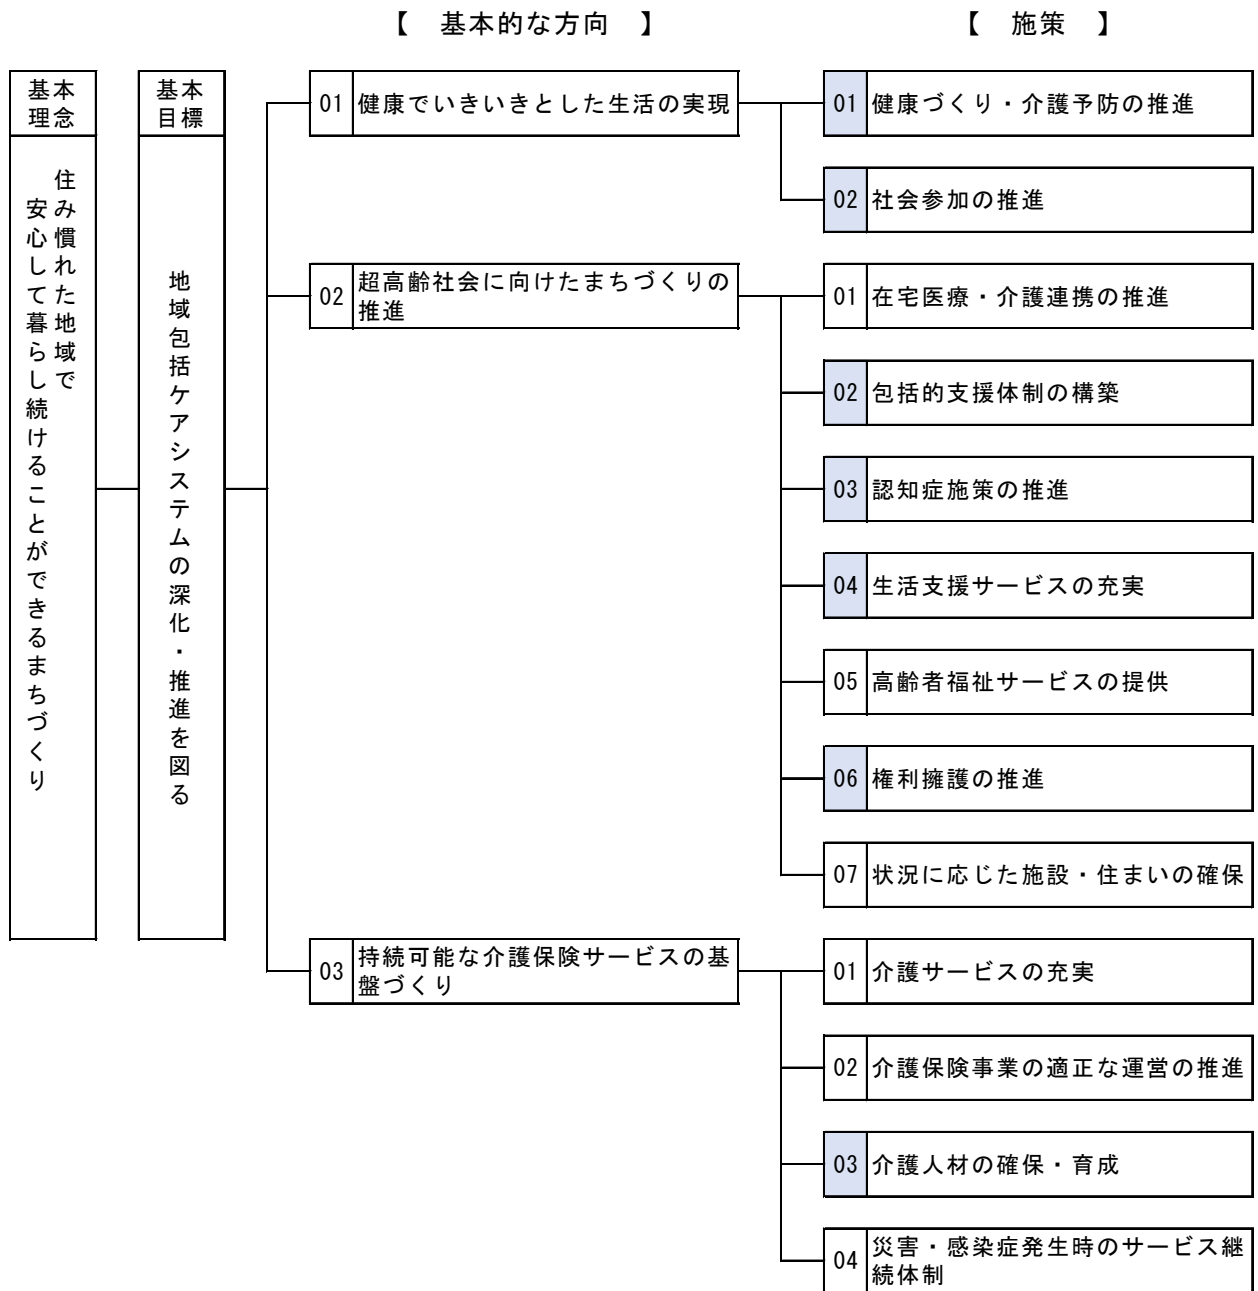 【　基本的な方向　】
【　施策　】
基本
理念
住み慣れた地域で
安心して暮らし続けることができるまちづくり
基本
目標
地域包括ケアシステムの深化・推進を図る
01 健康でいきいきとした生活の実現
01 健康づくり・介護予防の推進
02 社会参加の推進
02 超高齢社会に向けたまちづくりの
推進
01 在宅医療・介護連携の推進
02 包括的支援体制の構築
03 認知症施策の推進
04 生活支援サービスの充実
05 高齢者福祉サービスの提供
06 権利擁護の推進
07 状況に応じた施設・住まいの確保
03 持続可能な介護保険サービスの基
盤づくり
01 介護サービスの充実
02 介護保険事業の適正な運営の推進
03 介護人材の確保・育成
04 災害・感染症発生時のサービス継
続体制